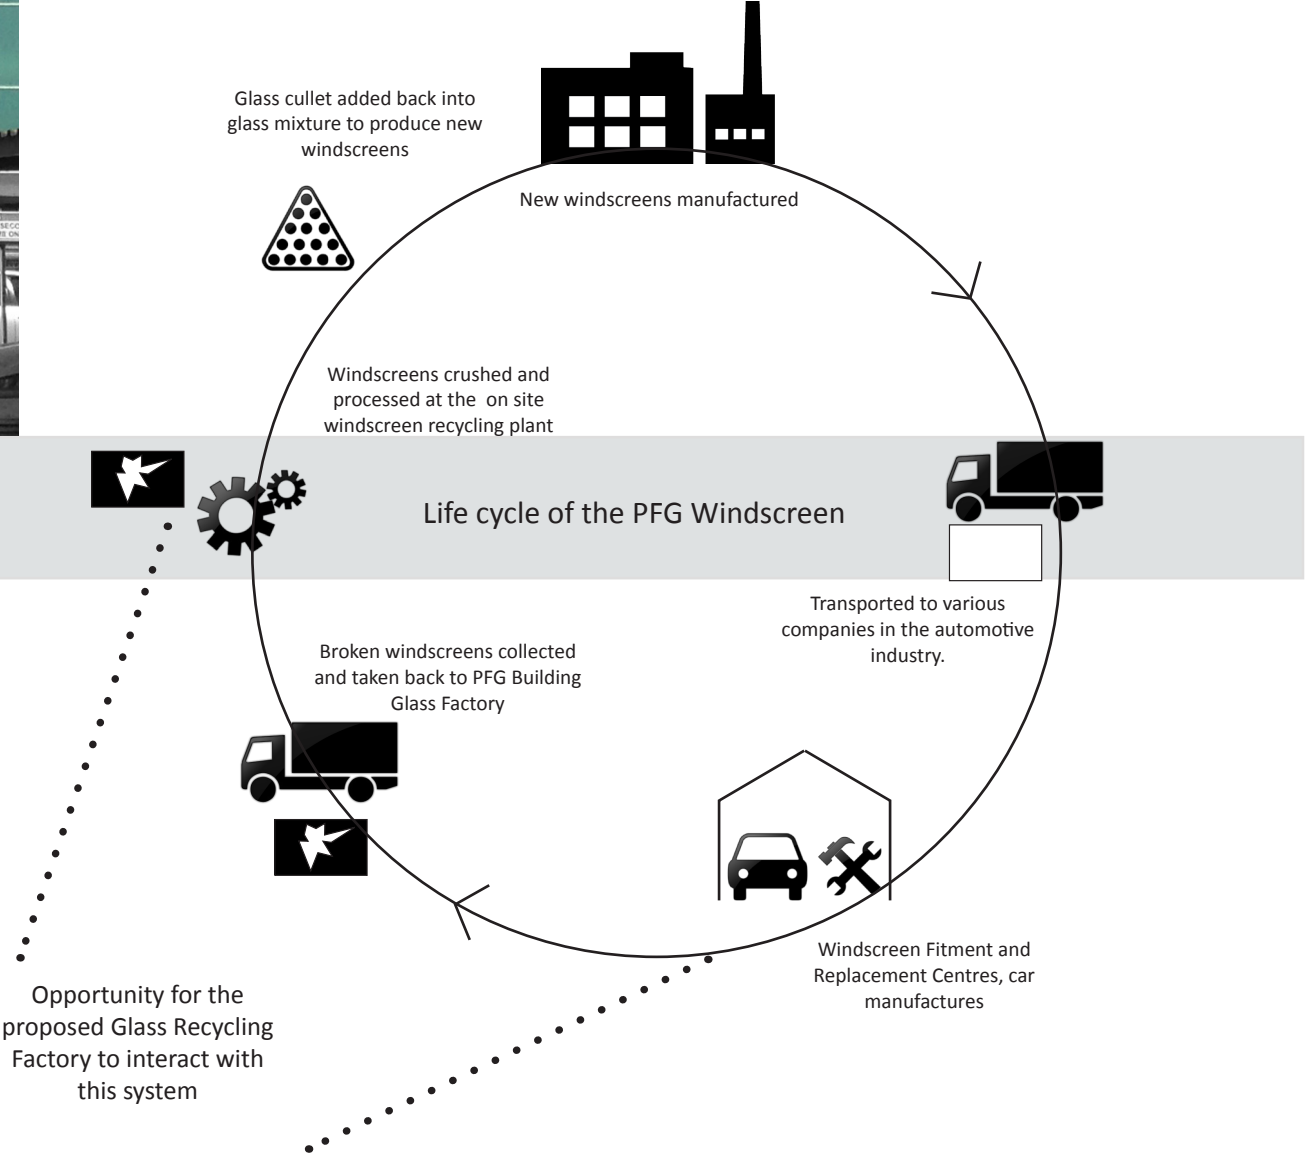 Glass cullet added back into
glass mixture to produce new
windscreens
New windscreens manufactured
Windscreens crushed and
processed at the on site
windscreen recycling plant
Life cycle of the PFG Windscreen
Transported to various
companies in the automotive
industry.
Broken windscreens collected
and taken back to PFG Building
Glass Factory
Windscreen Fitment and
Replacement Centres, car
manufactures
Opportunity for the
proposed Glass Recycling
Factory to interact with
this system